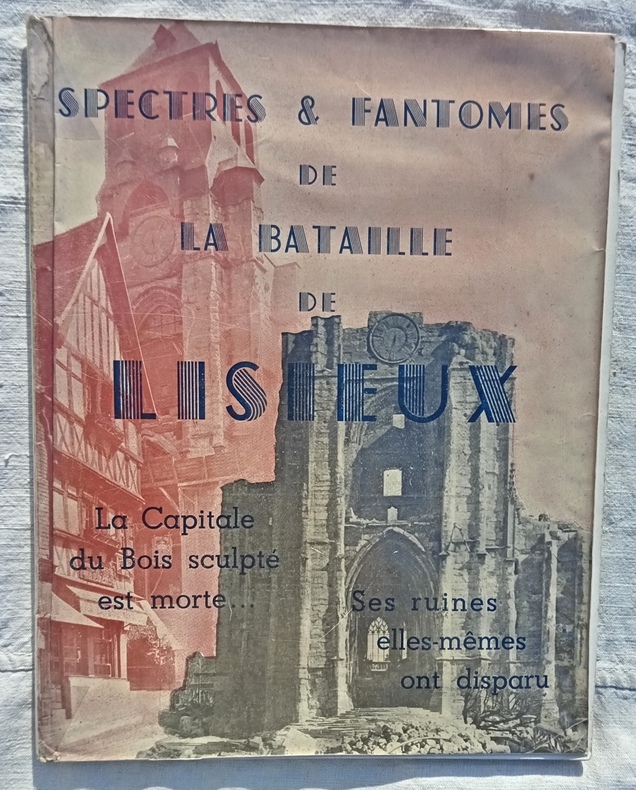 SPECTRES & FANTOMES
DE
LA BATAILLE
DE
LISIEUX
La Capitale
du Bois sculpté
est morte...
Ses ruines
elles-mêmes
ont disparu